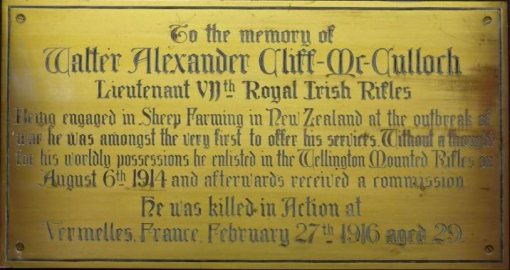 To the memory of
Walter Alexander Cliff-Mc-Culloch
Lieutenant VIIth Royal Irish Rifles
Being engaged in Sheep Farming in New Zealand at the outbreak of
war he was amongst the very first to offer his services. Without a thought
for his worldly possessions he enlisted in the Wellington Mounted Rifles on
August 6th 1914 and afterwards received a commission
He was killed in Action at
Vermelles, France, February 27th 1916 aged 29.